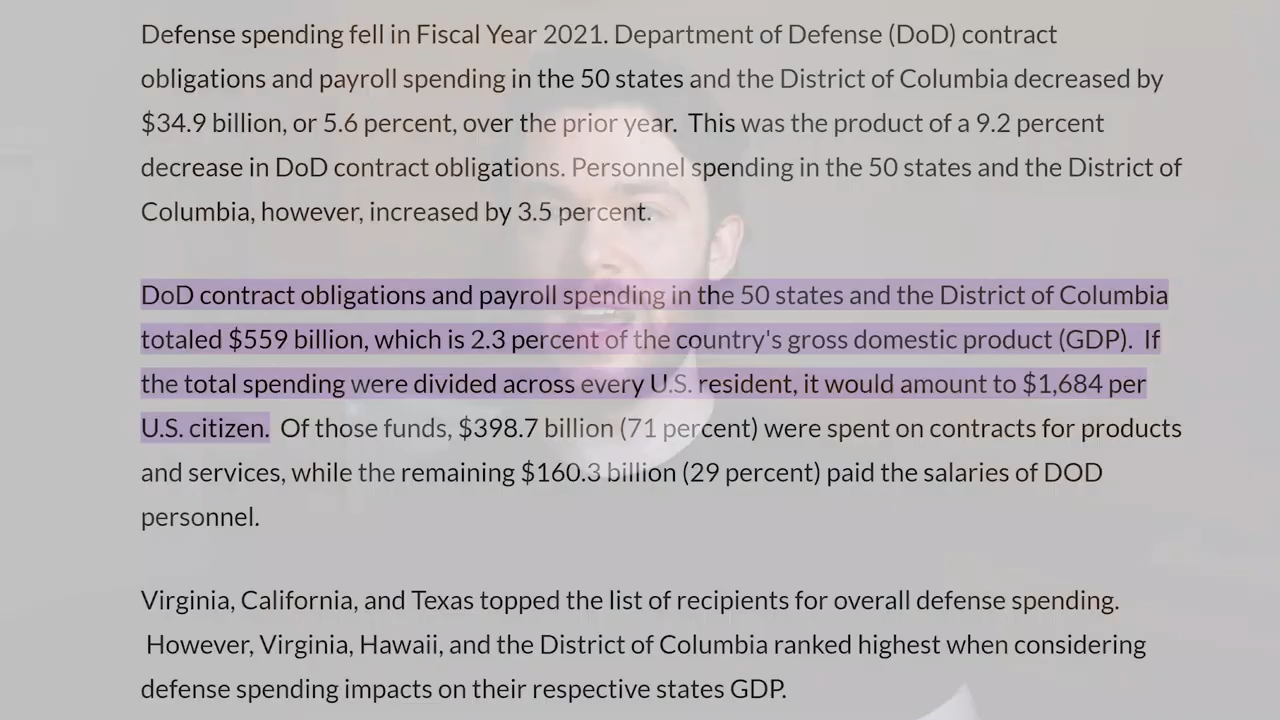 Defense spending fell in Fiscal Year 2021. Department of Defense (DoD) contract
obligations and payroll spending in the 50 states and the District of Columbia decreased by
$34.9 billion, or 5.6 percent, over the prior year.  This was the product of a 9.2 percent
decrease in DoD contract obligations. Personnel spending in the 50 states and the District of
Columbia, however, increased by 3.5 percent.
DoD contract obligations and payroll spending in the 50 states and the District of Columbia
totaled $559 billion, which is 2.3 percent of the country's gross domestic product (GDP).  If
the total spending were divided across every U.S. resident, it would amount to $1,684 per
U.S. citizen.  Of those funds, $398.7 billion (71 percent) were spent on contracts for products
and services, while the remaining $160.3 billion (29 percent) paid the salaries of DOD
personnel.
Virginia, California, and Texas topped the list of recipients for overall defense spending.
However, Virginia, Hawaii, and the District of Columbia ranked highest when considering
defense spending impacts on their respective states GDP.